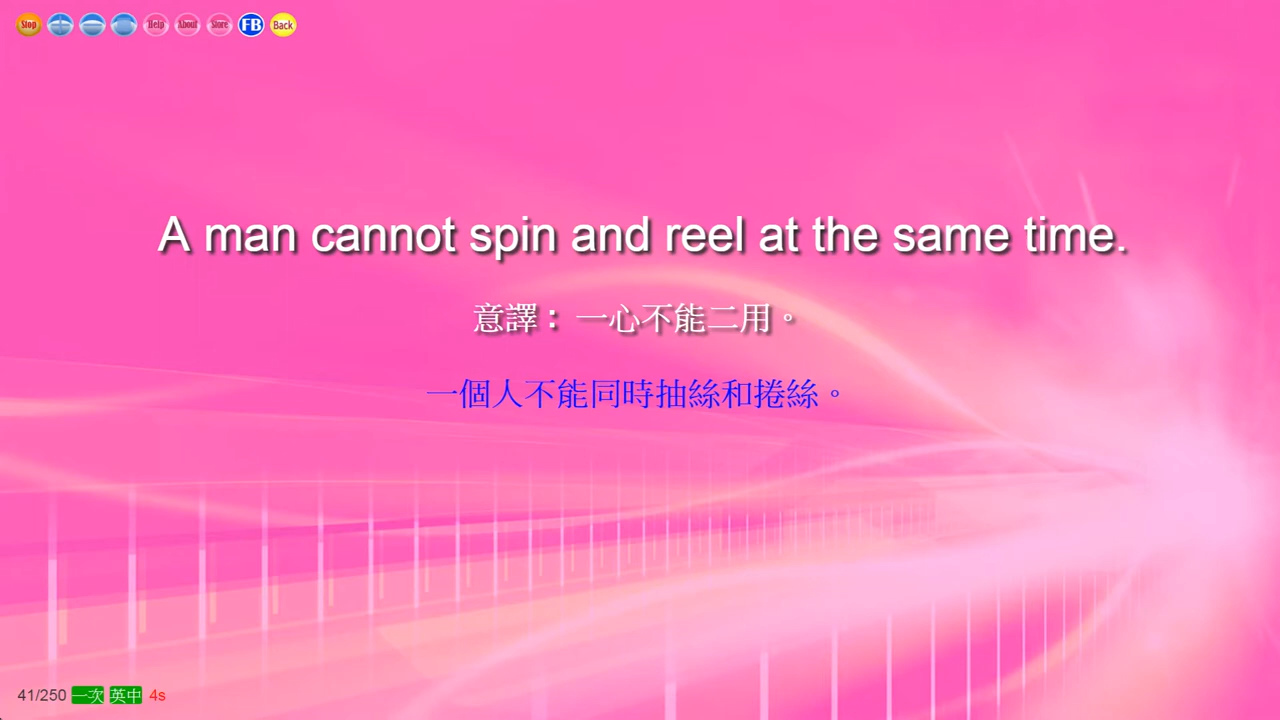 Stop Help About Store FB Back
A man cannot spin and reel at the same time.
意譯： 一心不能二用。
一個人不能同時抽絲和捲絲。
41/250 一次 英中 4s